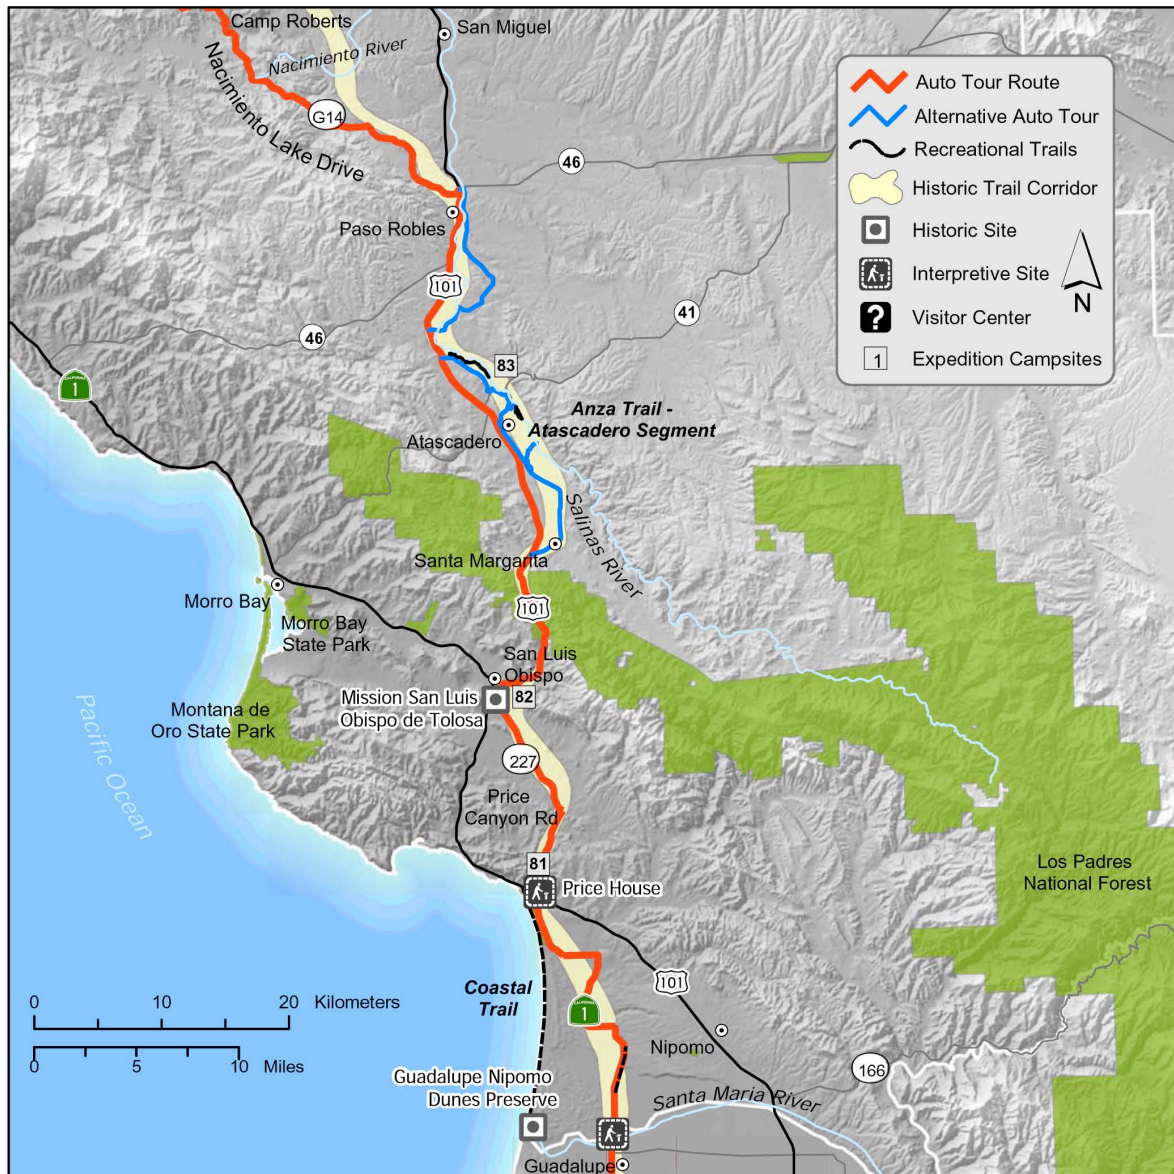 Camp Roberts
San Miguel
Nacimiento River
Nacimiento Lake Drive
G14
46
Paso Robles
101
46
41
1
83
Anza Trail -
Atascadero Segment
Atascadero
Salinas River
Santa Margarita
101
Morro Bay
Morro Bay
State Park
San Luis
Obispo
Mission San Luis
Obispo de Tolosa
82
Montana de
Oro State Park
Pacific Ocean
227
Price
Canyon Rd
81
Price House
Los Padres
National Forest
Coastal
Trail
CALIFORNIA
1
101
Nipomo
166
Guadalupe Nipomo
Dunes Preserve
Santa Maria River
Guadalupe
0 10 20 Kilometers
0 5 10 Miles
Auto Tour Route
Alternative Auto Tour
Recreational Trails
Historic Trail Corridor
Historic Site
Interpretive Site
? Visitor Center
1 Expedition Campsites
N